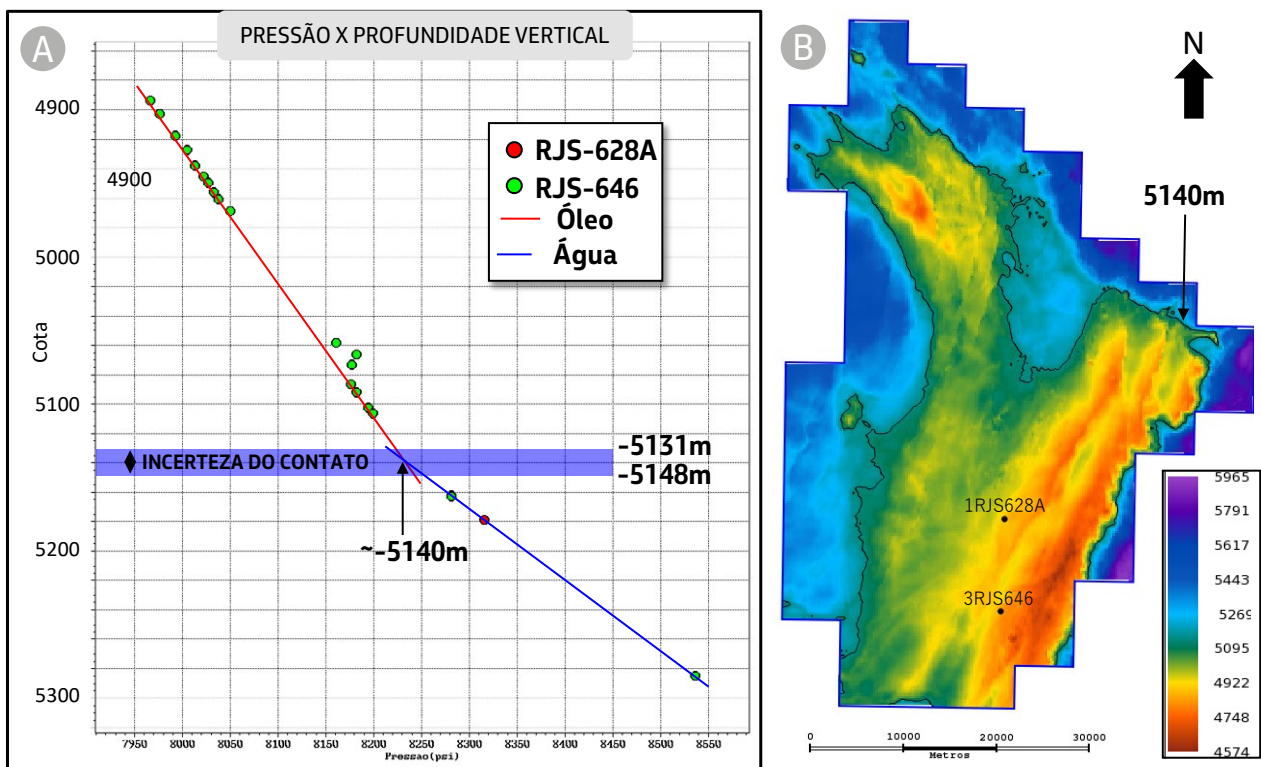 A
PRESSÃO X PROFUNDIDADE VERTICAL
Cota
4900
4900
5000
5100
5200
5300
RJS-628A
RJS-646
Óleo
Água
INCERTEZA DO CONTATO
-5131m
-5148m
~-5140m
7950 8000 8050 8100 8150 8200 8250 8300 8350 8400 8450 8500 8550
Pressão(psi)
B
N
5140m
1RJS628A
3RJS646
5965
5791
5617
5443
5269
5095
4922
4748
4574
0 10000 20000 30000
Metros